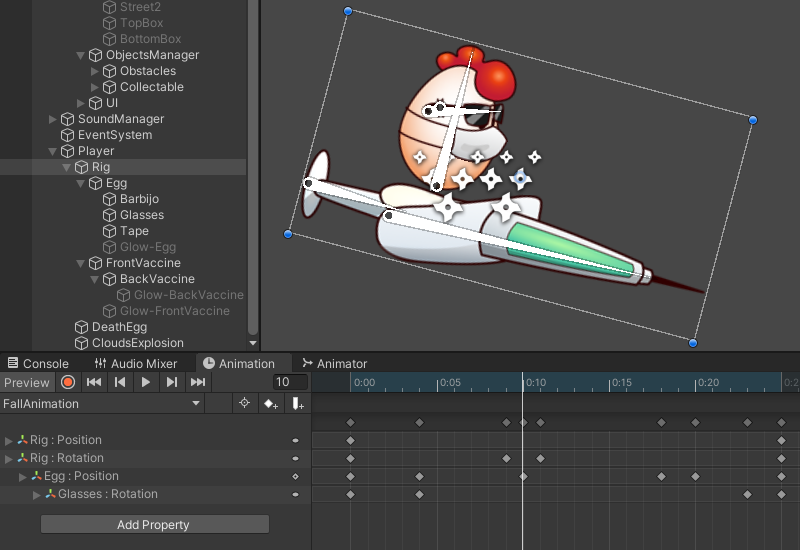 Street2
TopBox
BottomBox
ObjectsManager
Obstacles
Collectable
UI
SoundManager
EventSystem
Player
Rig
Egg
Barbijo
Glasses
Tape
Glow-Egg
FrontVaccine
BackVaccine
Glow-BackVaccine
Glow-FrontVaccine
DeathEgg
CloudsExplosion
Console Audio Mixer Animation Animator
Preview 10 0:00 0:05 0:10 0:15 0:20 0:2
FallAnimation
Rig : Position
Rig : Rotation
Egg : Position
Glasses : Rotation
Add Property